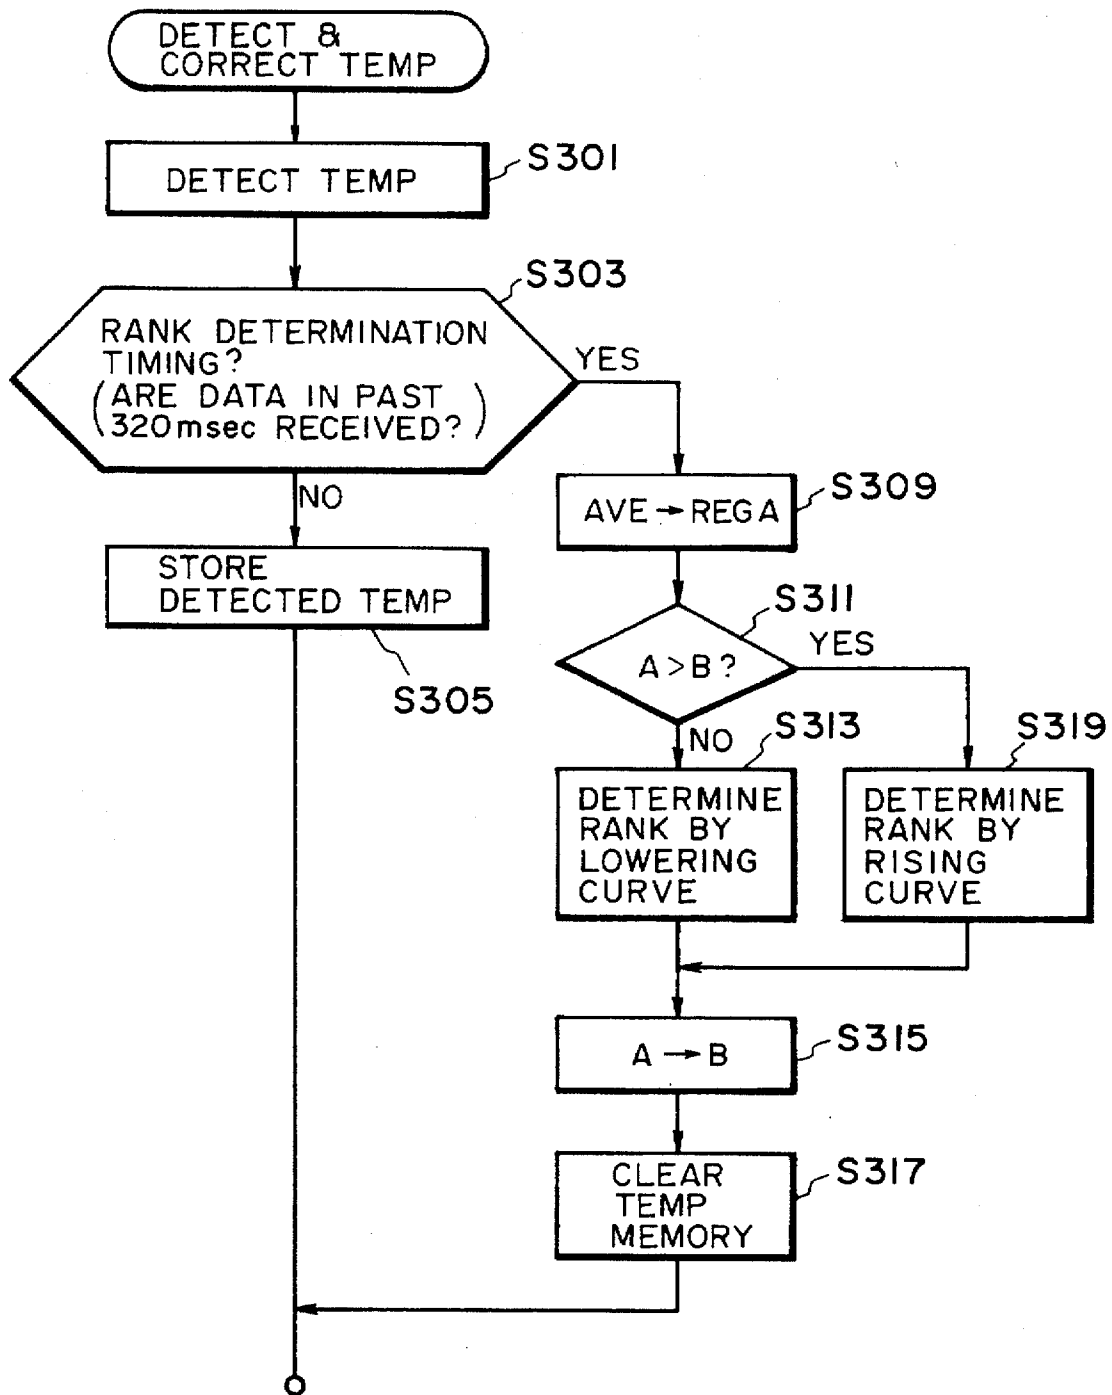 DETECT &
CORRECT TEMP
DETECT TEMP
S301
S303
RANK DETERMINATION
TIMING?
(ARE DATA IN PAST
320msec RECEIVED?)
YES
NO
STORE
DETECTED TEMP
S305
AVE → REG A
S309
S311
A > B?
YES
NO
S313
DETERMINE
RANK BY
LOWERING
CURVE
S319
DETERMINE
RANK BY
RISING
CURVE
A → B
S315
CLEAR
TEMP
MEMORY
S317